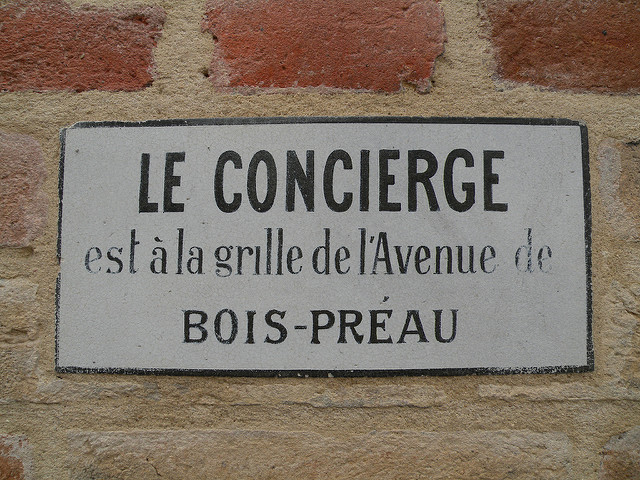 LE CONCIERGE
est à la grille de l'Avenue de
BOIS-PRÉAU